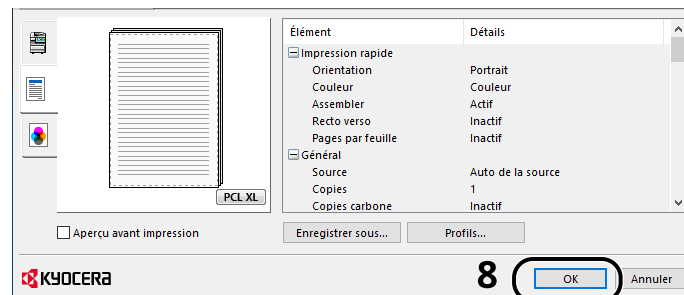 Élément Détails
Impression rapide
Orientation Portrait
Couleur Couleur
Assembler Actif
Recto verso Inactif
Pages par feuille Inactif
Général
Source Auto de la source
Copies 1
Copies carbone Inactif
PCL XL
Aperçu avant impression
Enregistrer sous... Profils...
KYOCERA
8 OK Annuler